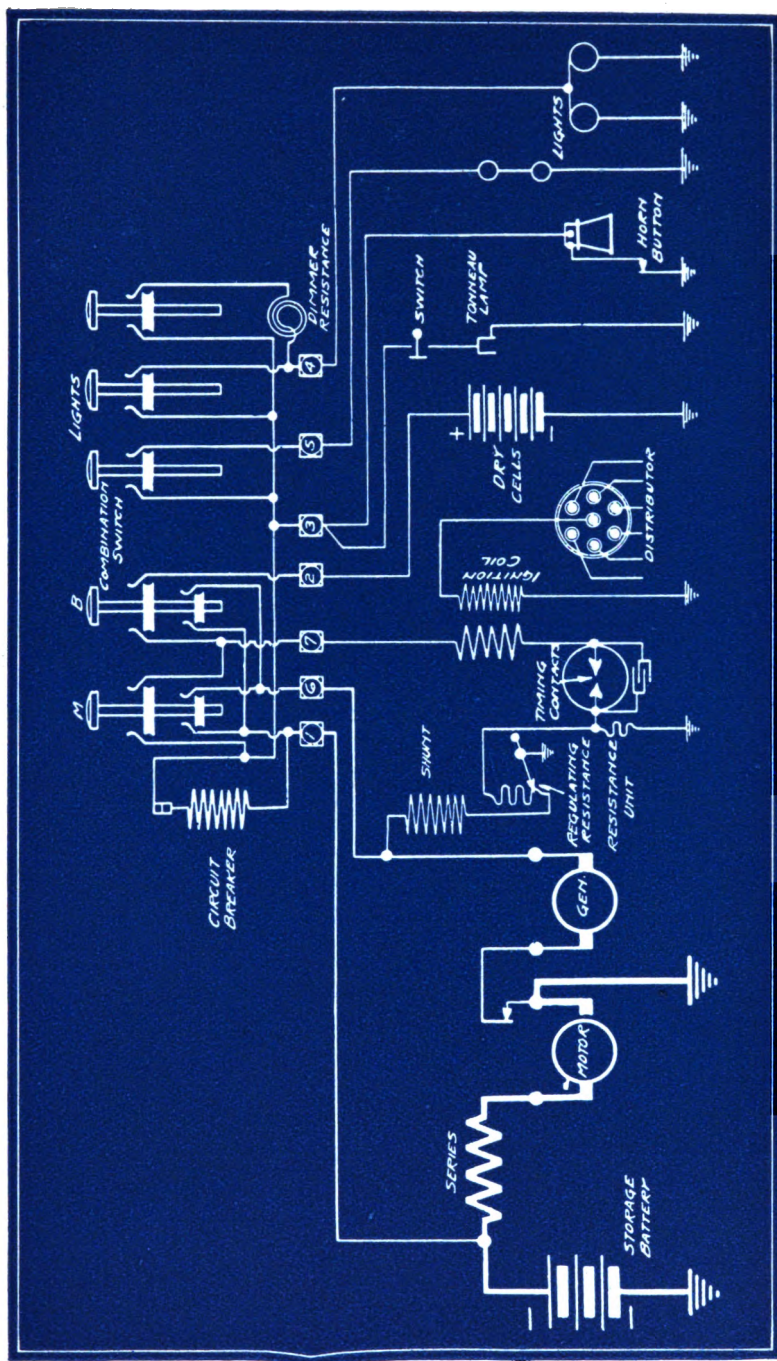 M
B
COMBINATION
SWITCH
LIGHTS
CIRCUIT
BREAKER
1
6
7
2
3
5
4
DIMMER
RESISTANCE
SHUNT
REGULATING
RESISTANCE
RESISTANCE
UNIT
TIMING
CONTACTS
IGNITION
COIL
DISTRIBUTOR
+
DRY
CELLS
-
SWITCH
TONNEAU
LAMP
HORN
BUTTON
LIGHTS
SERIES
MOTOR
GEN.
-
STORAGE
BATTERY
-